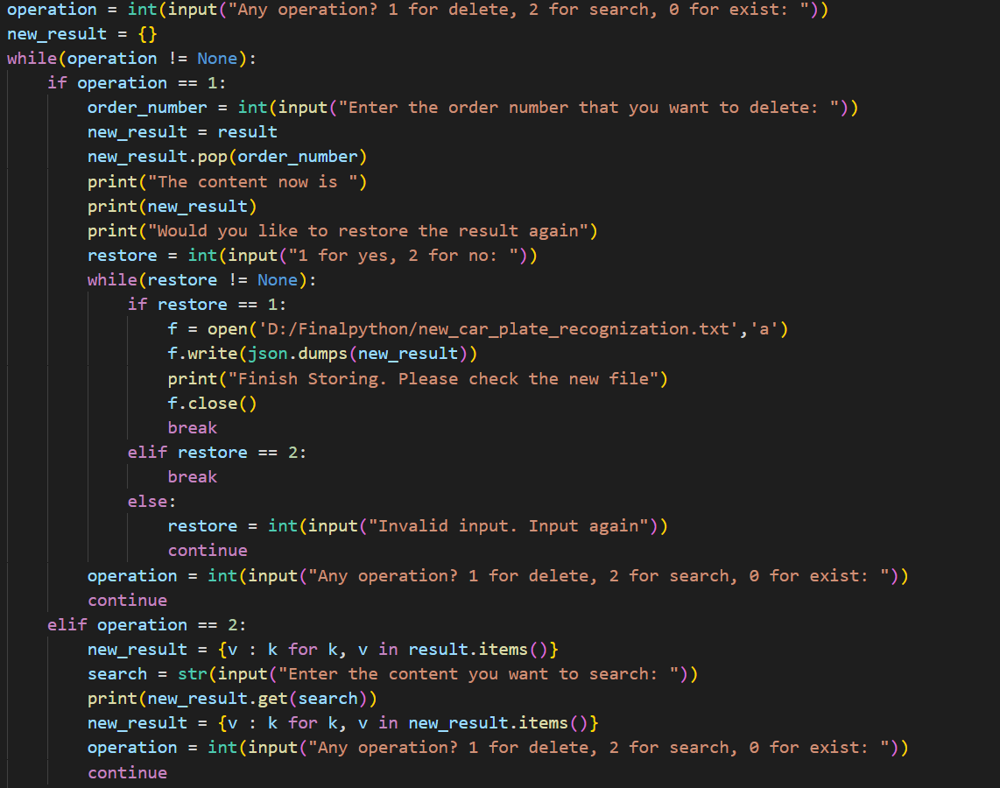 operation = int(input("Any operation? 1 for delete, 2 for search, 0 for exist: "))
new_result = {}
while(operation != None):
    if operation == 1:
        order_number = int(input("Enter the order number that you want to delete: "))
        new_result = result
        new_result.pop(order_number)
        print("The content now is ")
        print(new_result)
        print("Would you like to restore the result again")
        restore = int(input("1 for yes, 2 for no: "))
        while(restore != None):
            if restore == 1:
                f = open('D:/Finalpython/new_car_plate_recognization.txt','a')
                f.write(json.dumps(new_result))
                print("Finish Storing. Please check the new file")
                f.close()
                break
            elif restore == 2:
                break
            else:
                restore = int(input("Invalid input. Input again"))
                continue
        operation = int(input("Any operation? 1 for delete, 2 for search, 0 for exist: "))
        continue
    elif operation == 2:
        new_result = {v : k for k, v in result.items()}
        search = str(input("Enter the content you want to search: "))
        print(new_result.get(search))
        new_result = {v : k for k, v in new_result.items()}
        operation = int(input("Any operation? 1 for delete, 2 for search, 0 for exist: "))
        continue